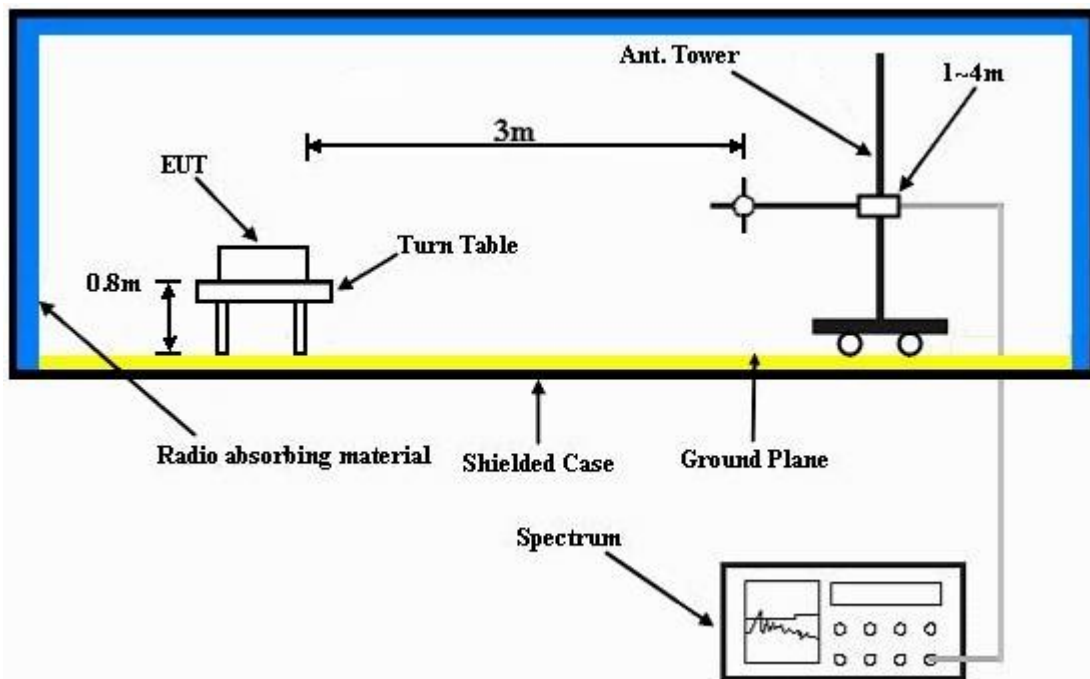 Ant. Tower
1~4m
3m
EUT
Turn Table
0.8m
Radio absorbing material
Shielded Case
Ground Plane
Spectrum